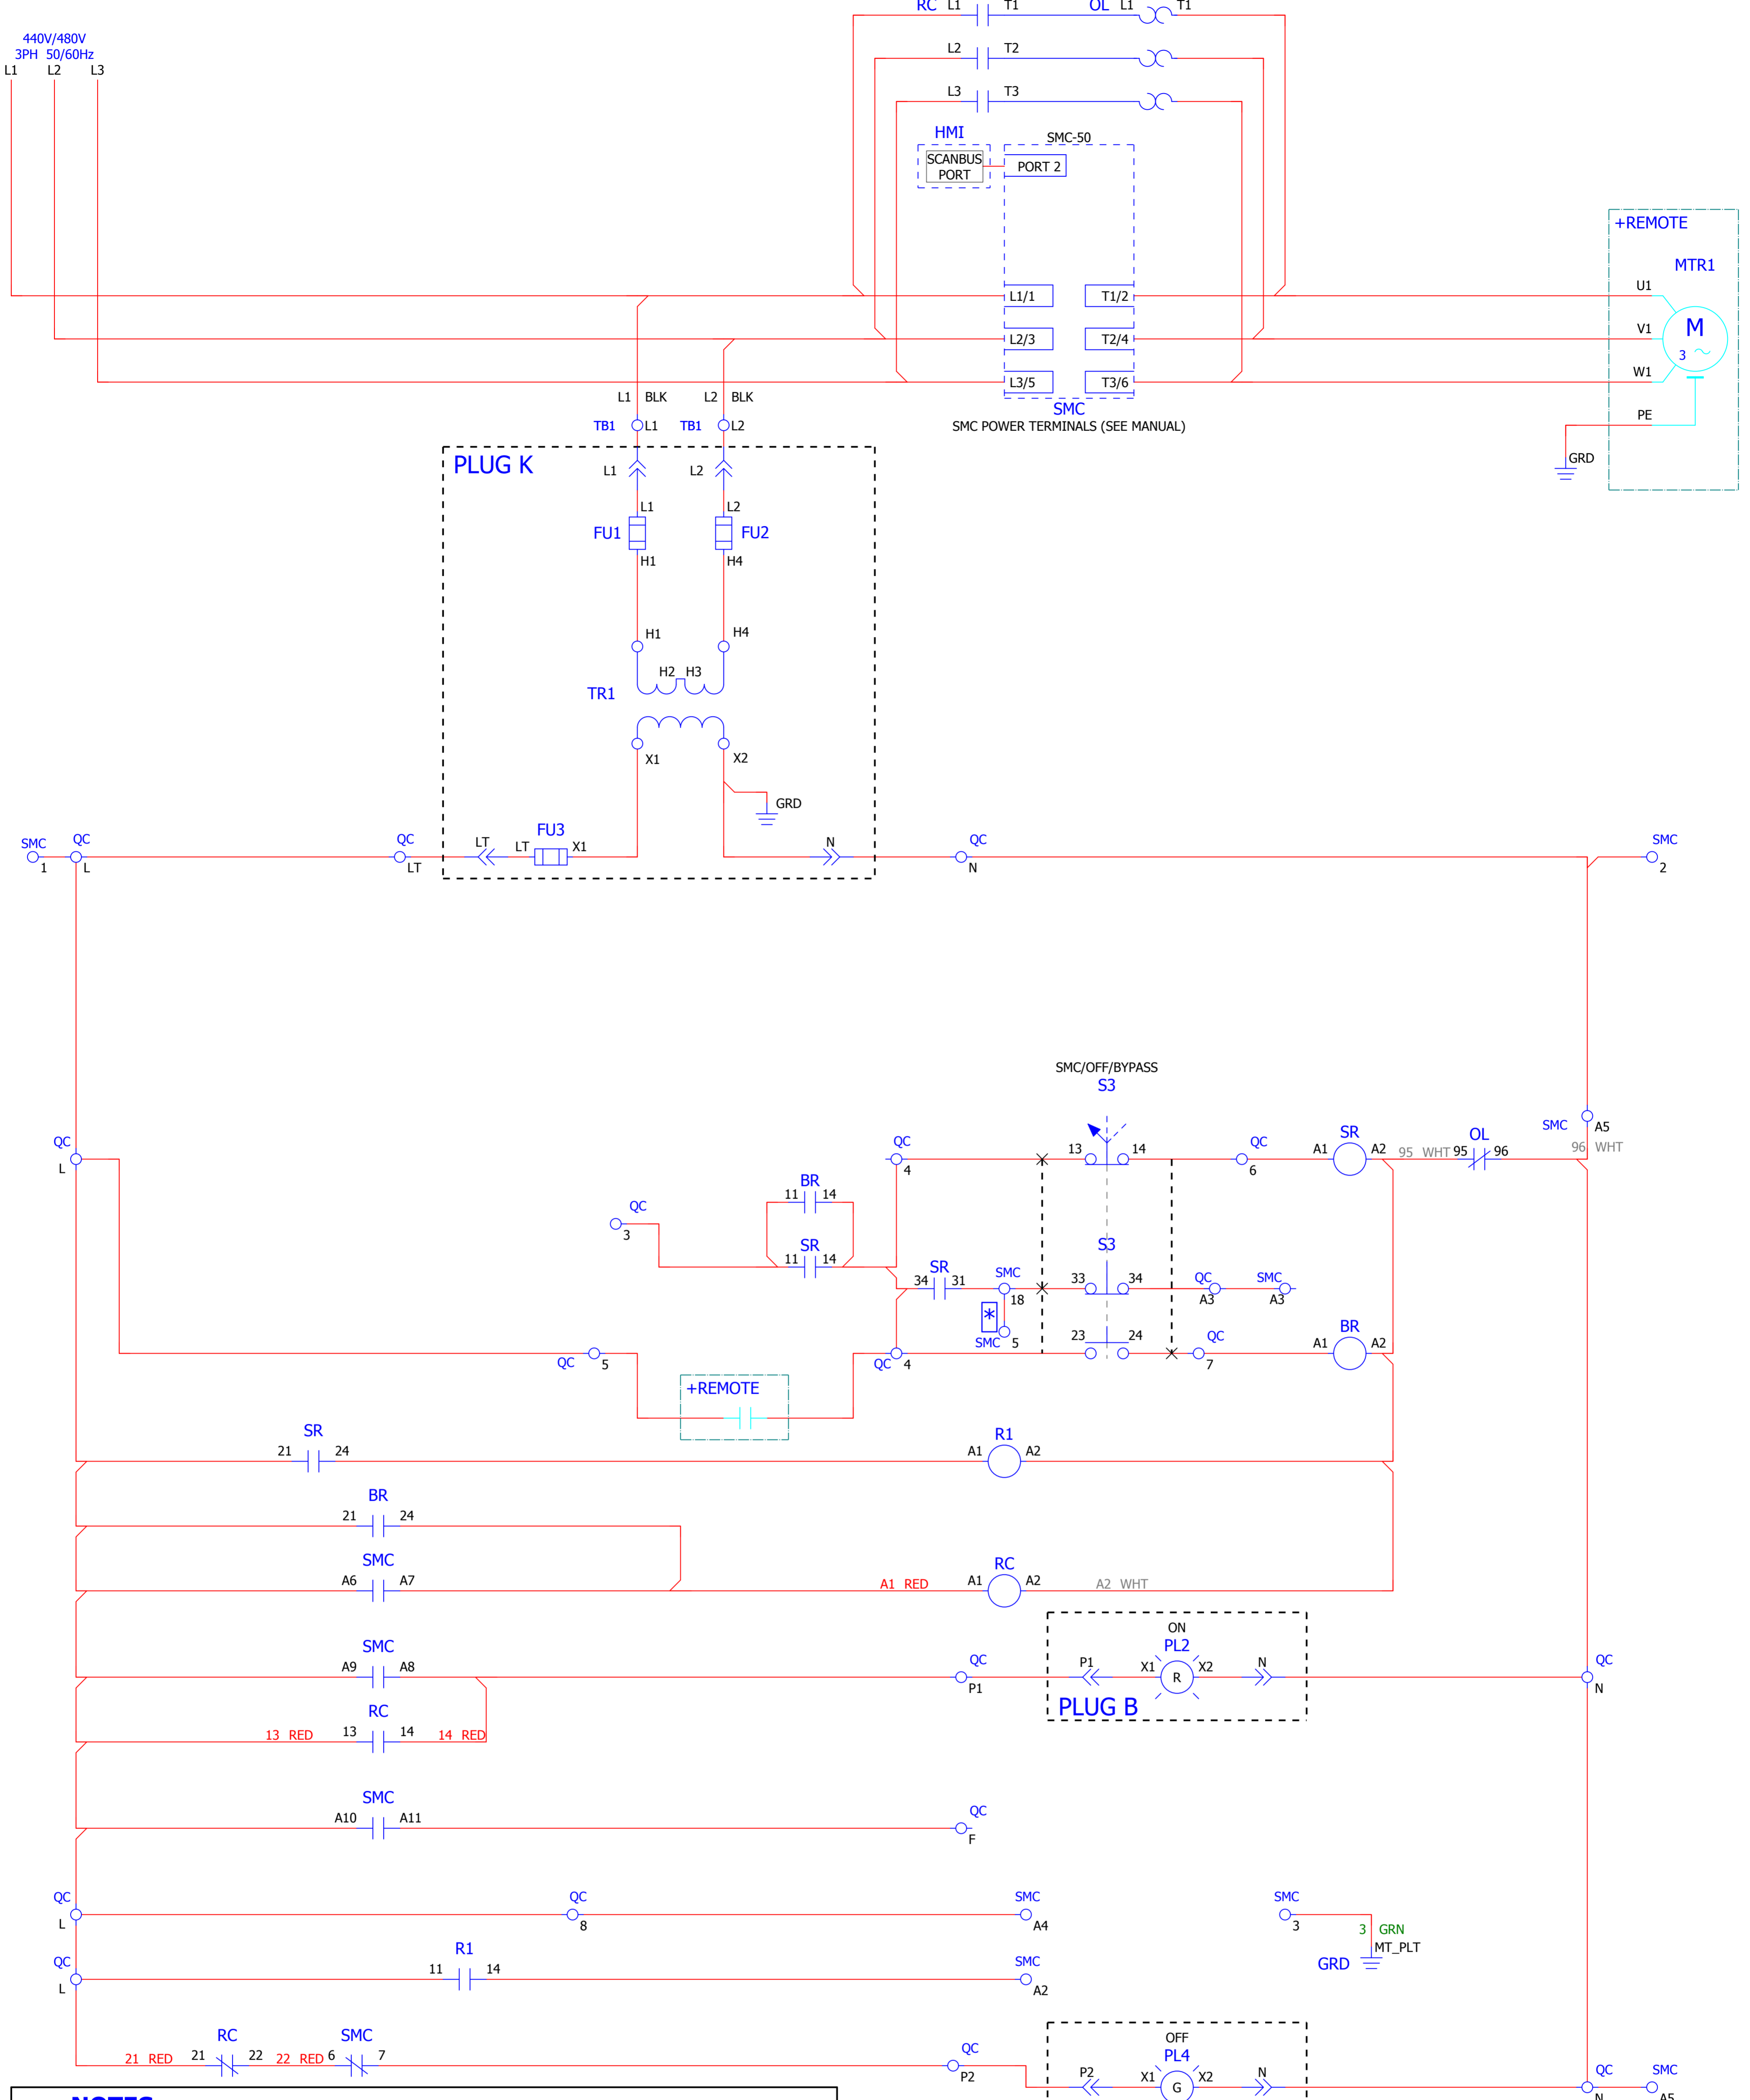 RC L1 T1 OL L1 T1
440V/480V
3PH 50/60Hz
L1 L2 L3
L2 T2
L3 T3
HMI
SMC-50
SCANBUS
PORT
PORT 2
+REMOTE
MTR1
L1/1 T1/2 U1
L2/3 T2/4 V1
M
3
L3/5 T3/6 W1
L1 BLK L2 BLK
SMC
PE
TB1 L1 TB1 L2
SMC POWER TERMINALS (SEE MANUAL)
GRD
PLUG K
L1 L2
L1 L2
FU1 FU2
H1 H4
H1 H4
H2 H3
TR1
X1 X2
GRD
SMC QC QC LT LT FU3 X1 N QC SMC
1 L LT N 2
SMC/OFF/BYPASS
S3
SMC A5
QC QC 13 14 QC SR OL 96 WHT
L 4 6 A1 A2 95 WHT 95 96
BR
11 14
QC
3
SR
11 14
S3
SR
34 31 SMC 33 34 QC SMC
18 A3 A3
*
SMC 5
23 24 QC BR
A1 A2
QC 5 QC 4 7
+REMOTE
SR R1
21 24 A1 A2
BR
21 24
SMC RC
A6 A7 A1 RED A1 A2 A2 WHT
ON
SMC PL2
A9 A8 QC P1 X1 R X2 N QC
P1 N
PLUG B
RC
13 RED 13 14 14 RED
SMC
A10 A11 QC
F
QC QC SMC SMC
L 8 A4 3
3 GRN
MT_PLT
GRD
QC R1 SMC
L 11 14 A2
OFF
RC SMC PL4
21 RED 21 22 22 RED 6 7 QC
P2
P2 X1 G X2 N QC SMC
N A5
NOTES